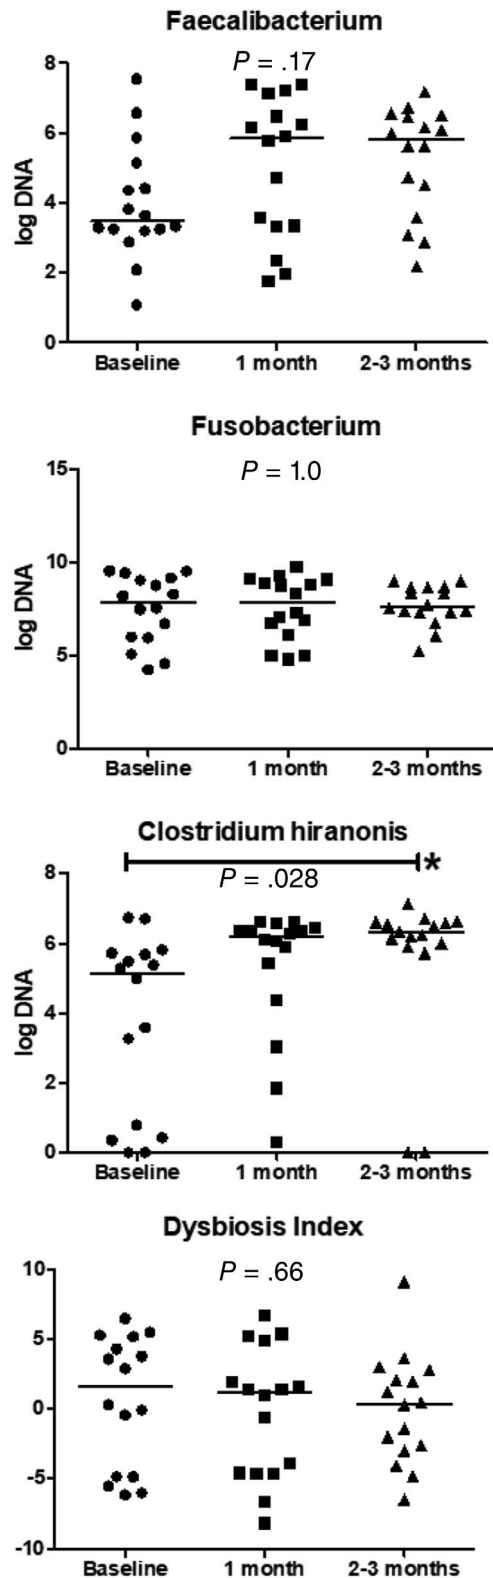 Faecalibacterium
P = .17
8
6
4
2
0
log DNA
Baseline 1 month 2-3 months
Fusobacterium
P = 1.0
15
10
5
0
log DNA
Baseline 1 month 2-3 months
Clostridium hiranonis
*
P = .028
8
6
4
2
0
log DNA
Baseline 1 month 2-3 months
Dysbiosis Index
P = .66
10
5
0
-5
-10
Baseline 1 month 2-3 months